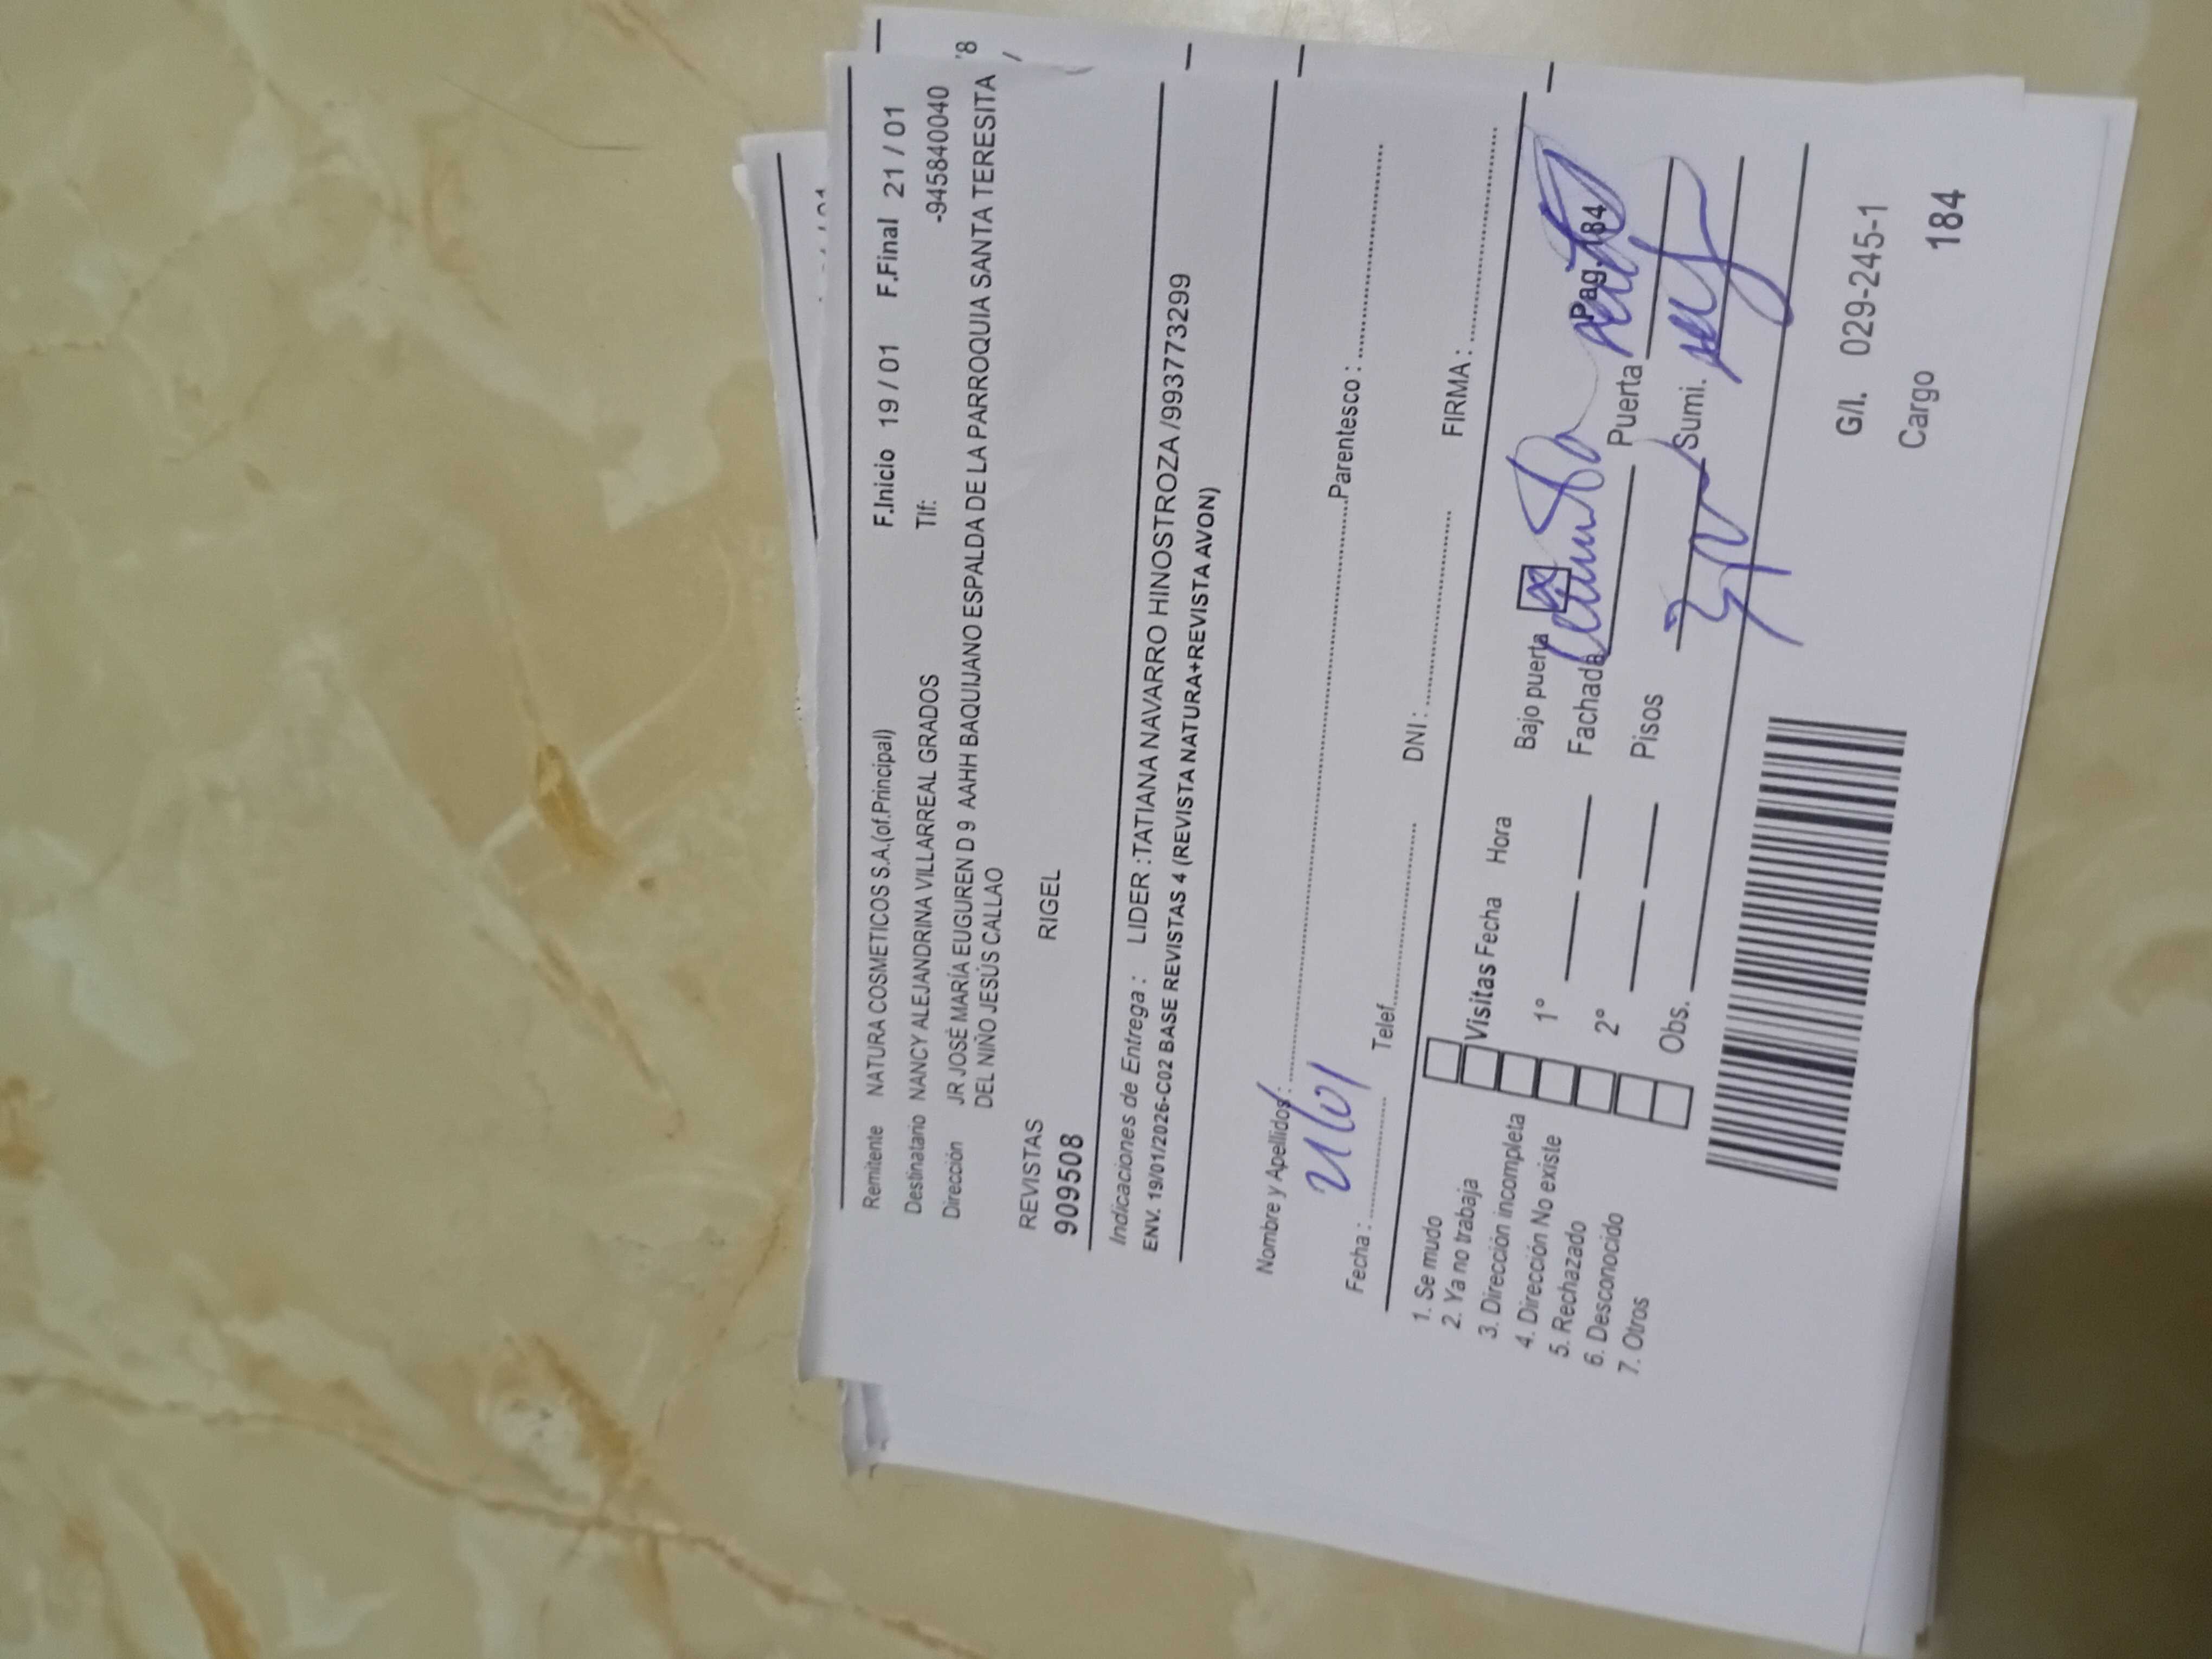 Remitente NATURA COSMETICOS S.A.(of.Principal) F.Inicio 19 / 01 F.Final 21 / 01
Destinatario NANCY ALEJANDRINA VILLARREAL GRADOS Tlf: -945840040
Dirección JR JOSÉ MARÍA EUGUREN D 9 AAHH BAQUIJANO ESPALDA DE LA PARROQUIA SANTA TERESITA
DEL NIÑO JESÚS CALLAO
REVISTAS RIGEL
909508
Indicaciones de Entrega : LIDER :TATIANA NAVARRO HINOSTROZA /993773299
ENV. 19/01/2026-C02 BASE REVISTAS 4 (REVISTA NATURA+REVISTA AVON)
Nombre y Apellidos : Parentesco :
21/01
Fecha : Telef. DNI : FIRMA :
1. Se mudo
2. Ya no trabaja
3. Dirección incompleta
4. Dirección No existe
5. Rechazado
6. Desconocido
7. Otros
Visitas Fecha Hora Bajo puerta
1° Fachada Puerta
2° Pisos Sumi.
Obs.
Pag. 184
G/I. 029-245-1
Cargo 184